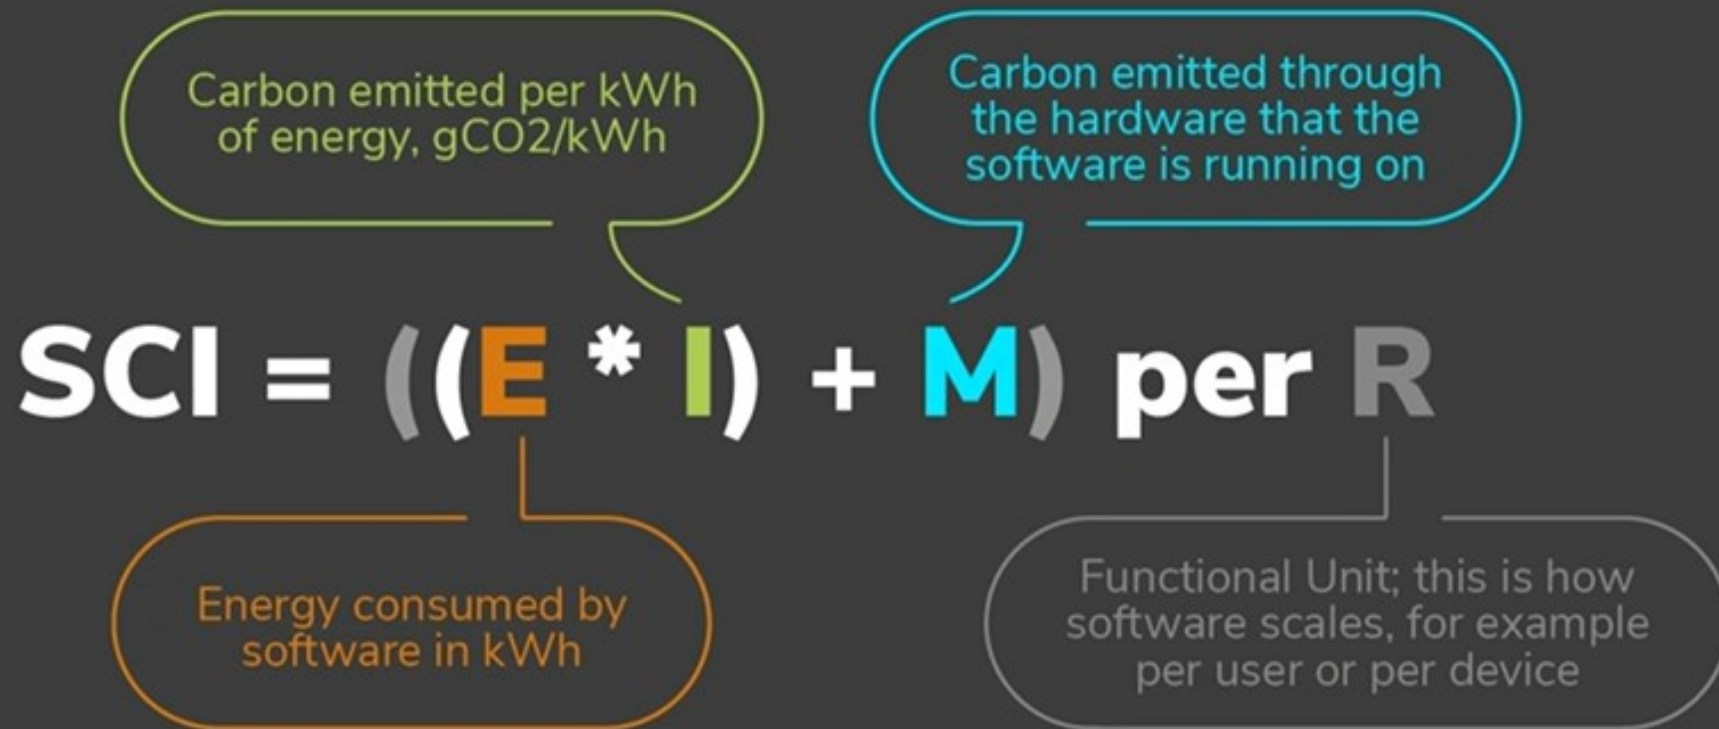 Carbon emitted per kWh
of energy, gCO2/kWh
Carbon emitted through
the hardware that the
software is running on
SCI = ((E * I) + M) per R
Energy consumed by
software in kWh
Functional Unit; this is how
software scales, for example
per user or per device